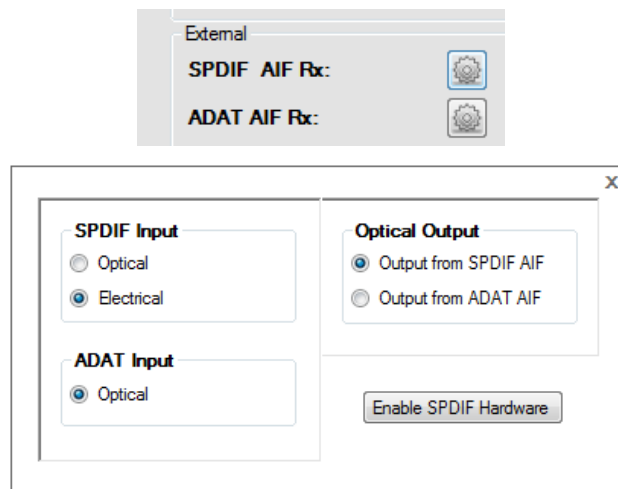 External
SPDIF AIF Rx:
ADAT AIF Rx:
x
SPDIF Input
Optical
Electrical
ADAT Input
Optical
Optical Output
Output from SPDIF AIF
Output from ADAT AIF
Enable SPDIF Hardware